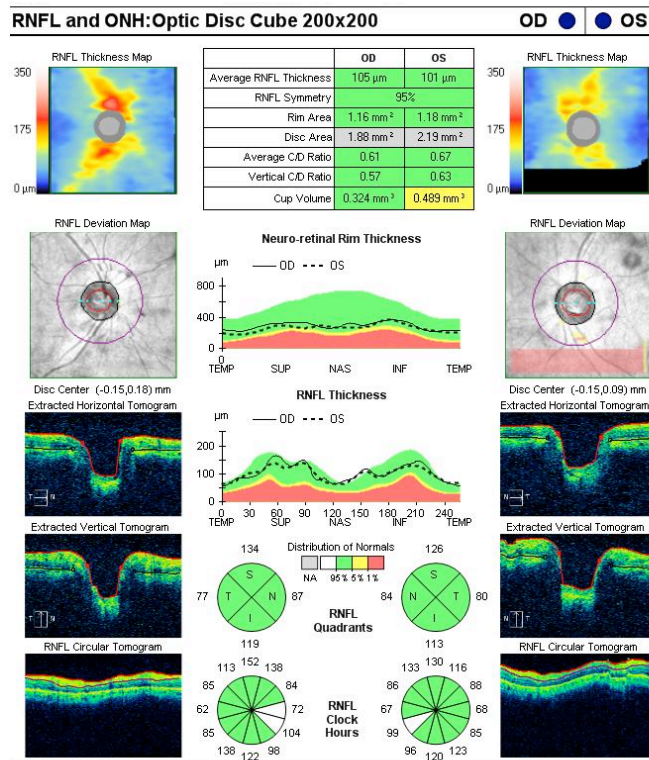 RNFL and ONH:Optic Disc Cube 200x200 OD OS
RNFL Thickness Map
350
175
0 µm
OD OS
Average RNFL Thickness 105 µm 101 µm
RNFL Symmetry 95%
Rim Area 1.16 mm² 1.18 mm²
Disc Area 1.88 mm² 2.19 mm²
Average C/D Ratio 0.61 0.67
Vertical C/D Ratio 0.57 0.63
Cup Volume 0.324 mm³ 0.489 mm³
RNFL Thickness Map
350
175
0 µm
RNFL Deviation Map
Disc Center (-0.15,0.18) mm
Neuro-retinal Rim Thickness
µm OD OS
800
400
0
TEMP SUP NAS INF TEMP
RNFL Deviation Map
Disc Center (-0.15,0.09) mm
Extracted Horizontal Tomogram
T N
RNFL Thickness
µm OD OS
200
100
0
0 30 60 90 120 150 180 210 240
TEMP SUP NAS INF TEMP
Extracted Horizontal Tomogram
T N
Extracted Vertical Tomogram
T N
Distribution of Normals
NA 95% 5% 1%
134
77 S T N I 87
119
RNFL
Quadrants
126
84 S N T I 80
113
Extracted Vertical Tomogram
T N
RNFL Circular Tomogram
152
113 138
85 84
62 72
85 104
138 98
122
RNFL
Clock
Hours
130
133 116
86 88
67 68
99 85
96 123
120
RNFL Circular Tomogram